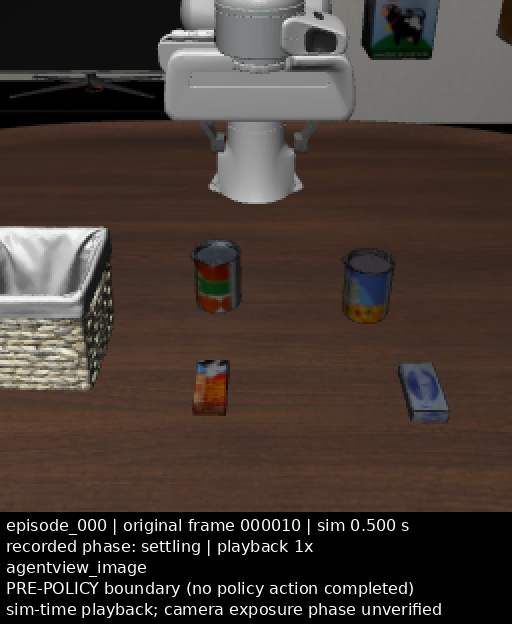 episode_000 | original frame 000010 | sim 0.500 s
recorded phase: settling | playback 1x
agentview_image
PRE-POLICY boundary (no policy action completed)
sim-time playback; camera exposure phase unverified